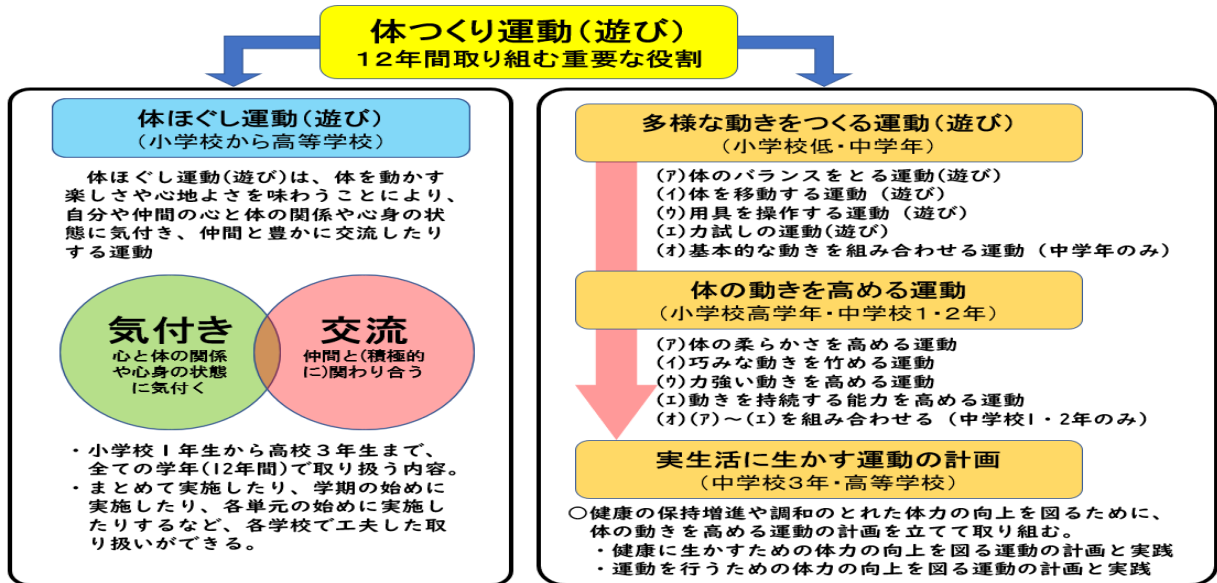 体つくり運動(遊び)
12年間取り組む重要な役割
体ほぐし運動(遊び)
(小学校から高等学校)
体ほぐし運動(遊び)は、体を動かす
楽しさや心地よさを味わうことにより、
自分や仲間の心と体の関係や心身の状
態に気付き、仲間と豊かに交流したり
する運動
気付き
心と体の関係
や心身の状態
に気付く
交流
仲間と(積極的
に)関わり合う
・小学校1年生から高校3年生まで、
全ての学年(12年間)で取り扱う内容。
・まとめて実施したり、学期の始めに
実施したり、各単元の始めに実施し
たりするなど、各学校で工夫した取
り扱いができる。
多様な動きをつくる運動(遊び)
(小学校低・中学年)
(ア)体のバランスをとる運動(遊び)
(イ)体を移動する運動(遊び)
(ウ)用具を操作する運動(遊び)
(エ)力試しの運動(遊び)
(オ)基本的な動きを組み合わせる運動(中学年のみ)
体の動きを高める運動
(小学校高学年・中学校1・2年)
(ア)体の柔らかさを高める運動
(イ)巧みな動きを竹める運動
(ウ)力強い動きを高める運動
(エ)動きを持続する能力を高める運動
(オ)(ア)~(エ)を組み合わせる(中学校1・2年のみ)
実生活に生かす運動の計画
(中学校3年・高等学校)
○健康の保持増進や調和のとれた体力の向上を図るために、
体の動きを高める運動の計画を立てて取り組む。
・健康に生かすための体力の向上を図る運動の計画と実践
・運動を行うための体力の向上を図る運動の計画と実践